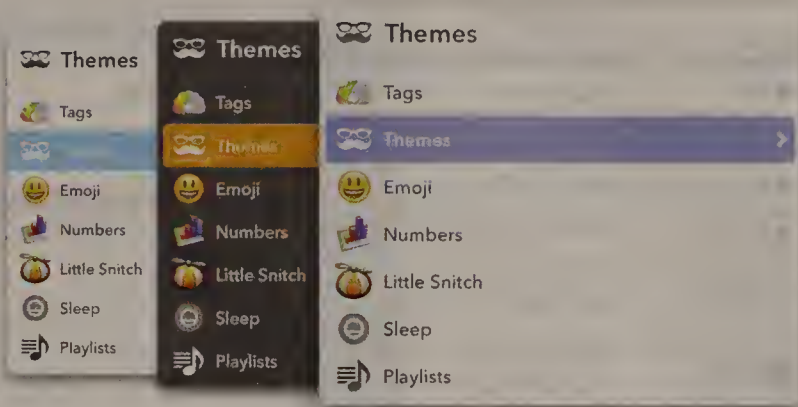 Themes
Tags
Emoji
Numbers
Little Snitch
Sleep
Playlists
Themes
Tags
Themes
Emoji
Numbers
Little Snitch
Sleep
Playlists
Themes
Tags
Themes
Emoji
Numbers
Little Snitch
Sleep
Playlists